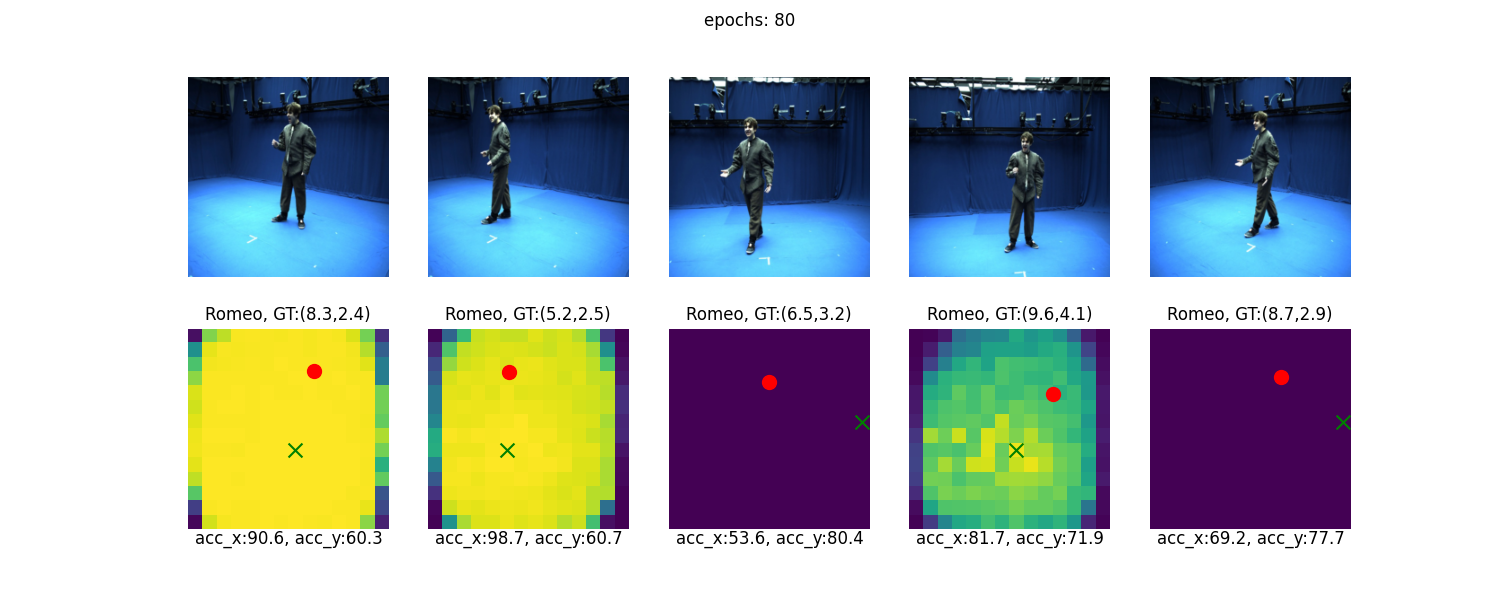 epochs: 80
Romeo, GT:(8.3,2.4)
Romeo, GT:(5.2,2.5)
Romeo, GT:(6.5,3.2)
Romeo, GT:(9.6,4.1)
Romeo, GT:(8.7,2.9)
acc_x:90.6, acc_y:60.3
acc_x:98.7, acc_y:60.7
acc_x:53.6, acc_y:80.4
acc_x:81.7, acc_y:71.9
acc_x:69.2, acc_y:77.7